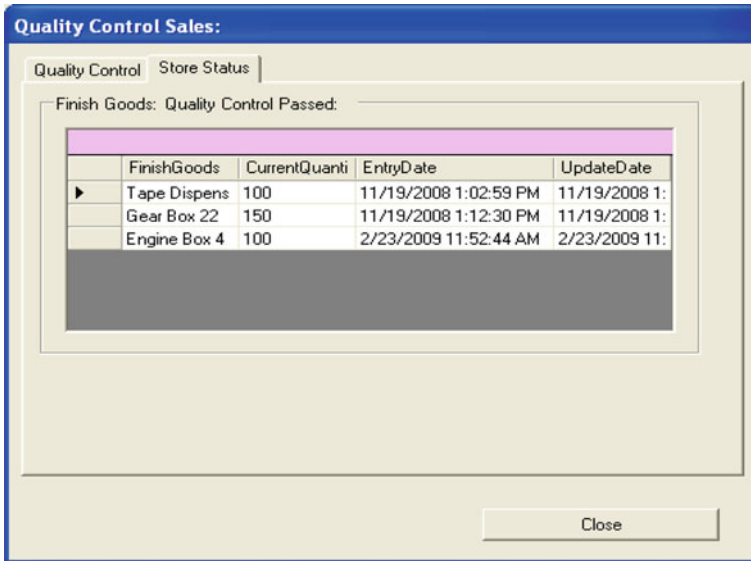 Quality Control Sales:
Quality Control Store Status
Finish Goods: Quality Control Passed:
FinishGoods CurrentQuanti EntryDate UpdateDate
Tape Dispens 100 11/19/2008 1:02:59 PM 11/19/2008 1:
Gear Box 22 150 11/19/2008 1:12:30 PM 11/19/2008 1:
Engine Box 4 100 2/23/2009 11:52:44 AM 2/23/2009 11:
Close